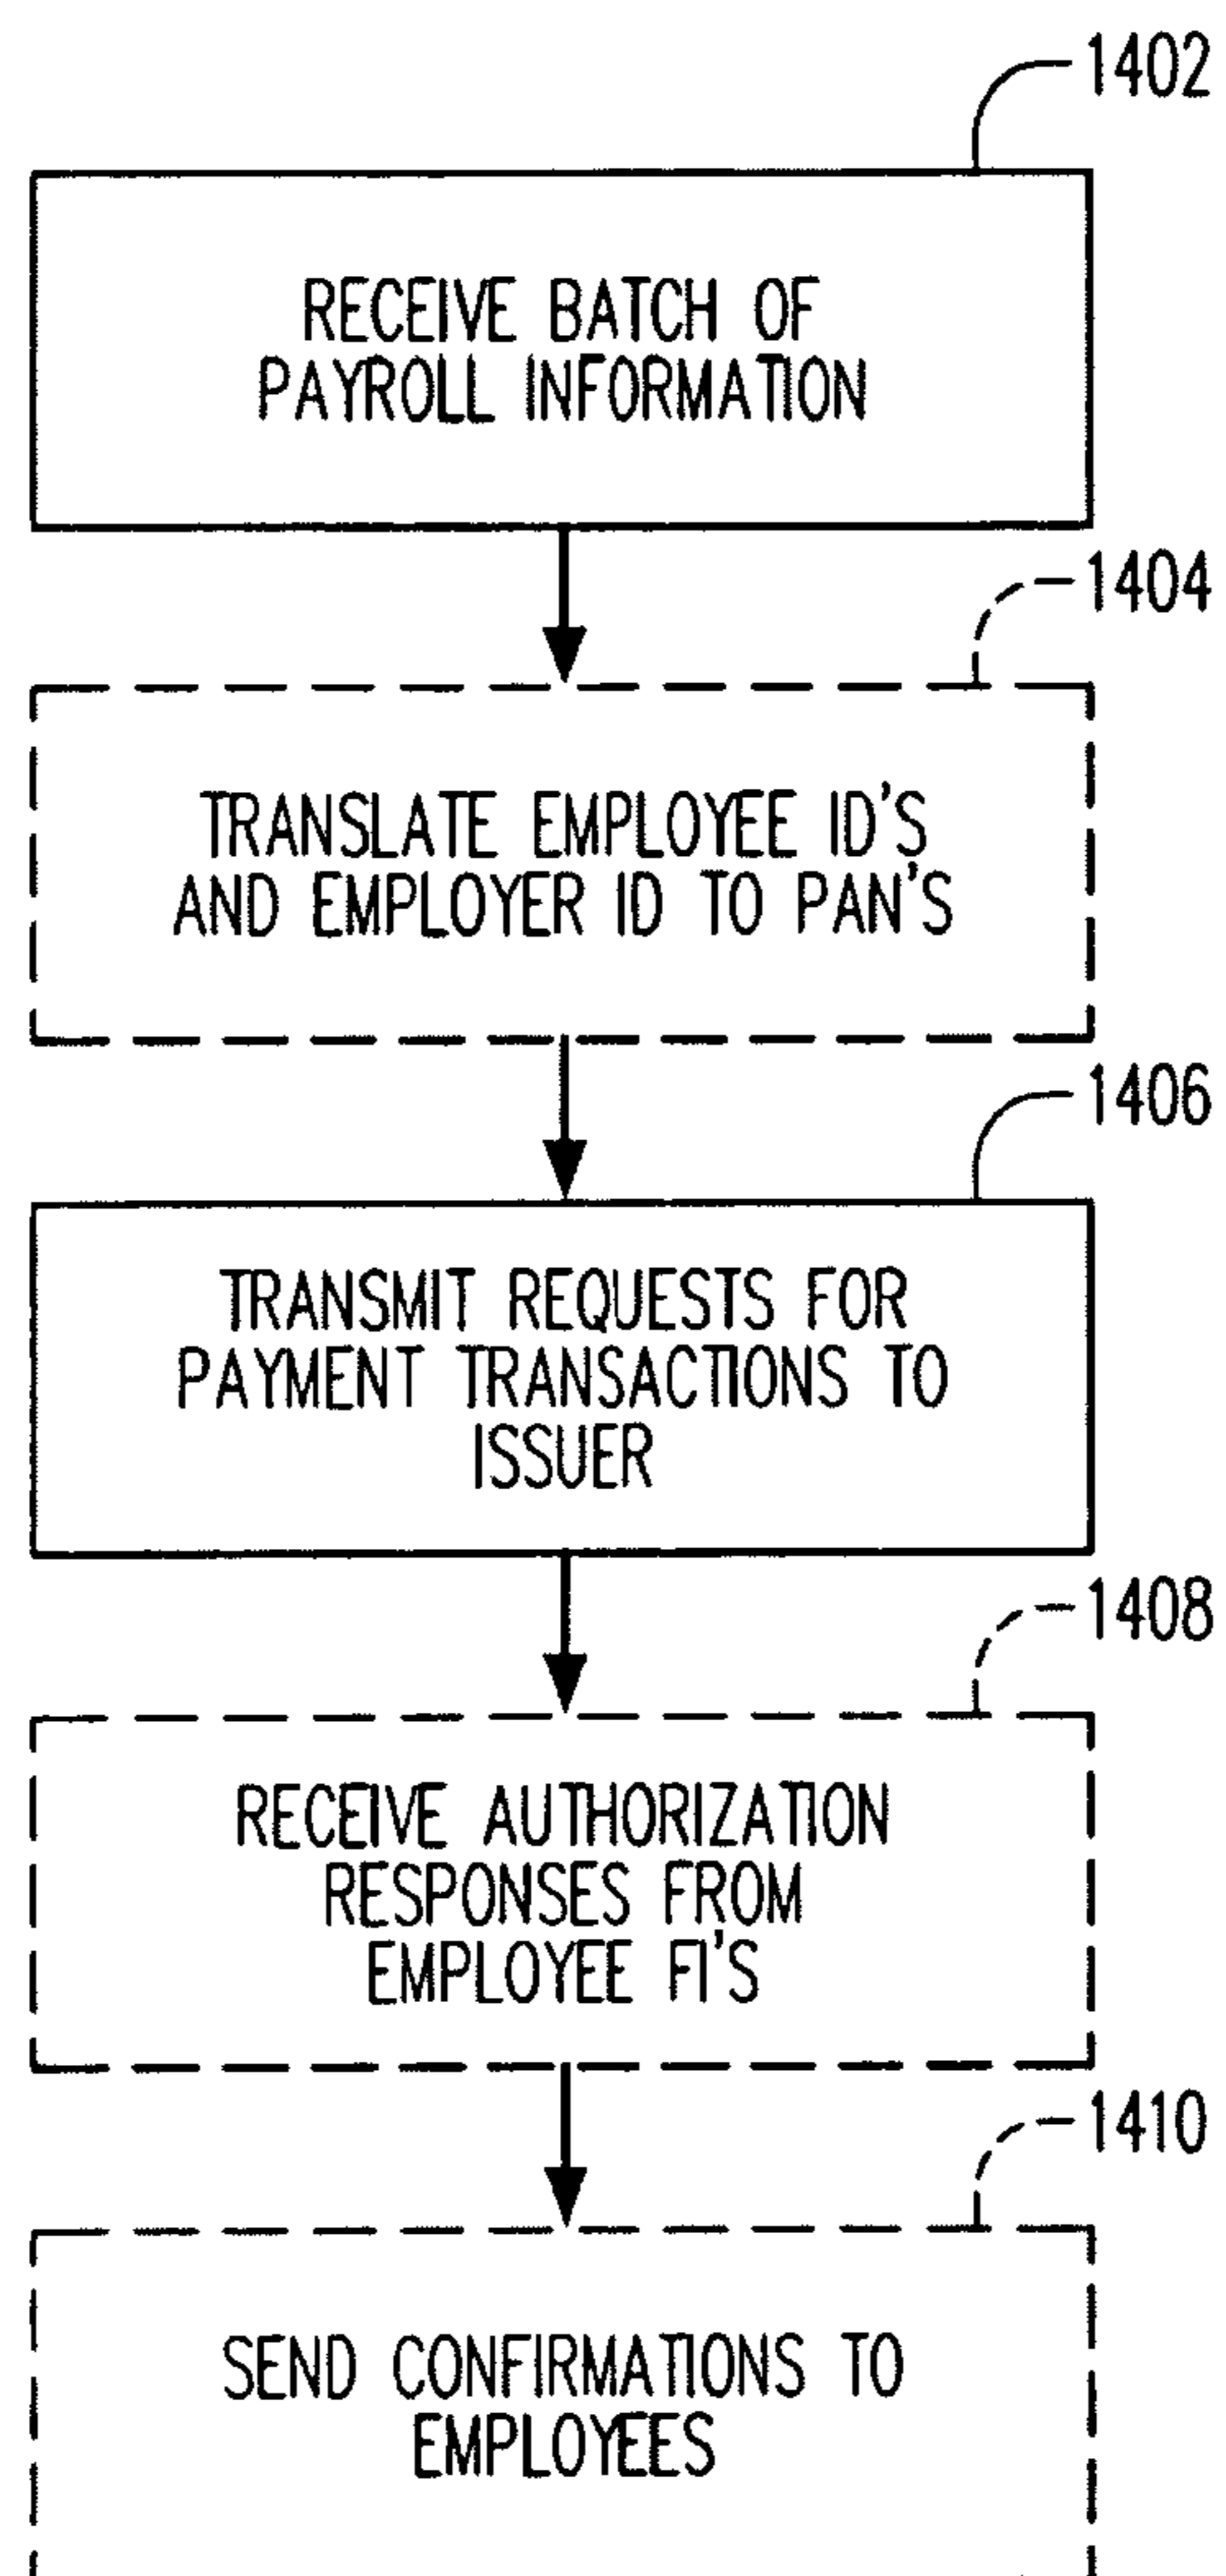 1402
RECEIVE BATCH OF
PAYROLL INFORMATION
1404
TRANSLATE EMPLOYEE ID'S
AND EMPLOYER ID TO PAN'S
1406
TRANSMIT REQUESTS FOR
PAYMENT TRANSACTIONS TO
ISSUER
1408
RECEIVE AUTHORIZATION
RESPONSES FROM
EMPLOYEE FI'S
1410
SEND CONFIRMATIONS TO
EMPLOYEES